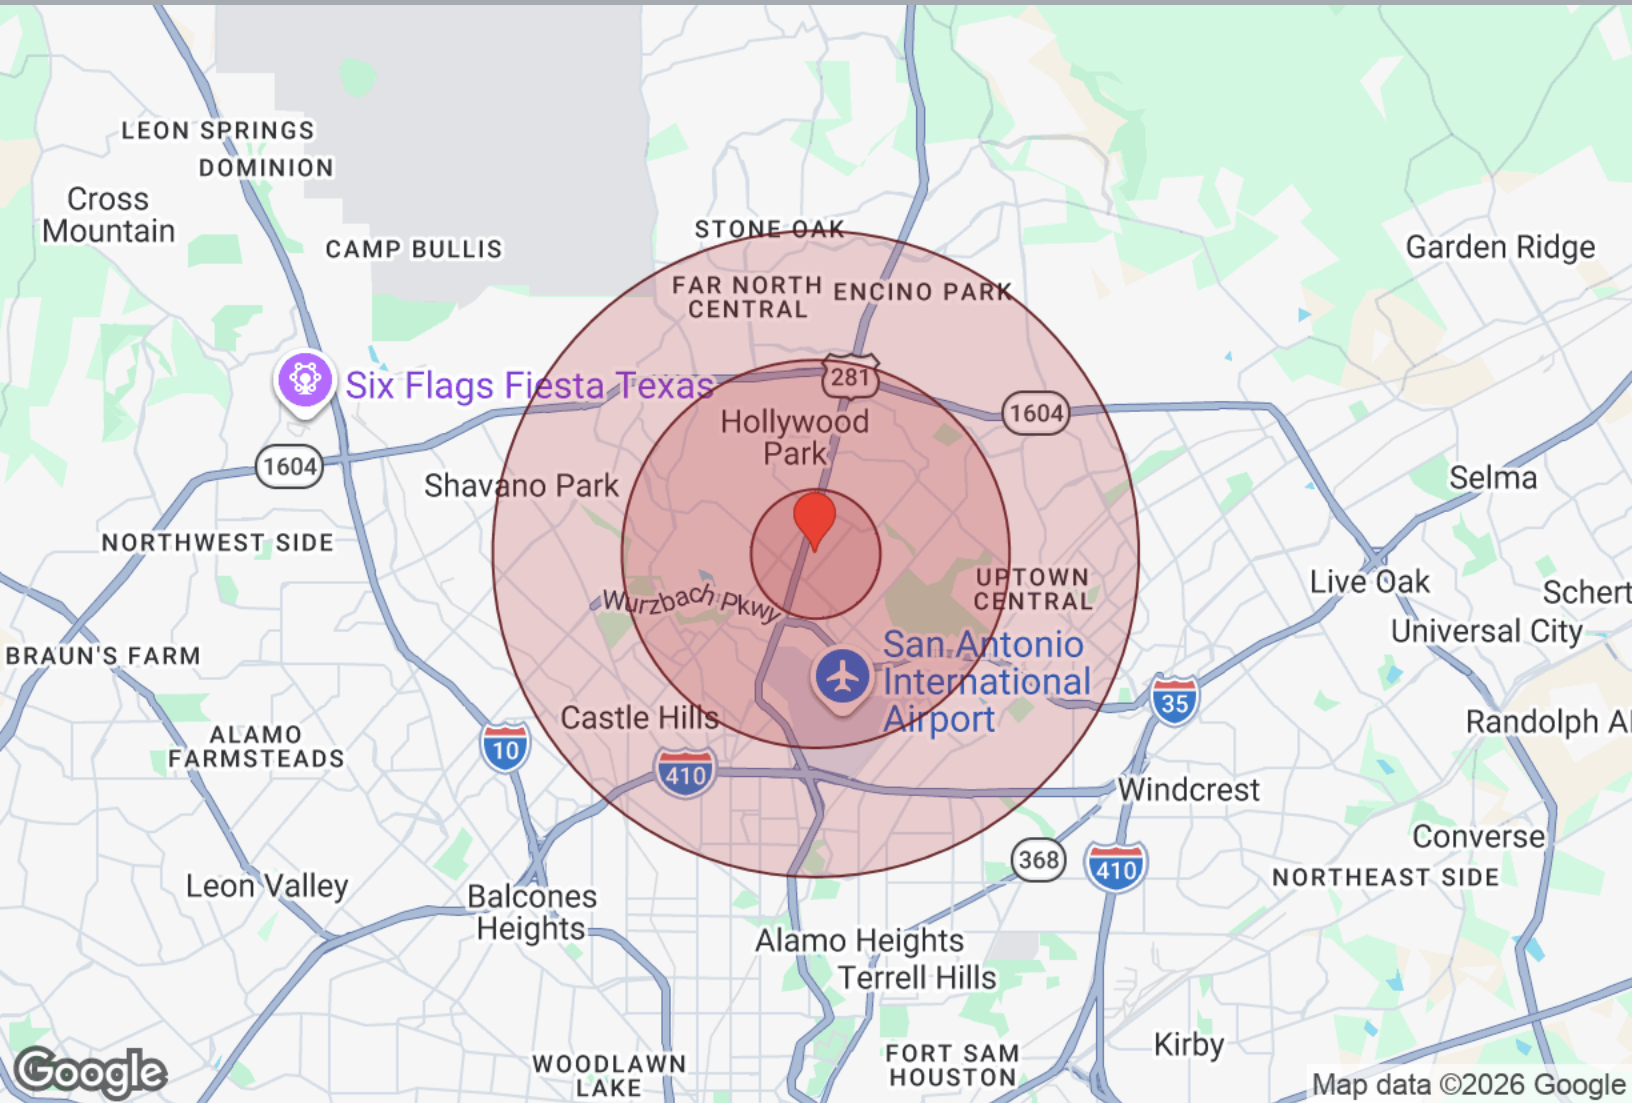 LEON SPRINGS
DOMINION
Cross
Mountain
STONE OAK
CAMP BULLIS
Garden Ridge
FAR NORTH
CENTRAL
ENCINO PARK
281
Six Flags Fiesta Texas
1604
Hollywood
Park
1604
Shavano Park
Selma
NORTHWEST SIDE
Live Oak
UPTOWN
CENTRAL
Schert
Wurzbach Pkwy
Universal City
BRAUN'S FARM
San Antonio
International
Airport
35
Castle Hills
Randolph A
ALAMO
FARMSTEADS
10
410
Windcrest
Converse
368
410
NORTHEAST SIDE
Leon Valley
Balcones
Heights
Alamo Heights
Terrell Hills
Kirby
WOODLAWN
LAKE
FORT SAM
HOUSTON
Google
Map data ©2026 Google